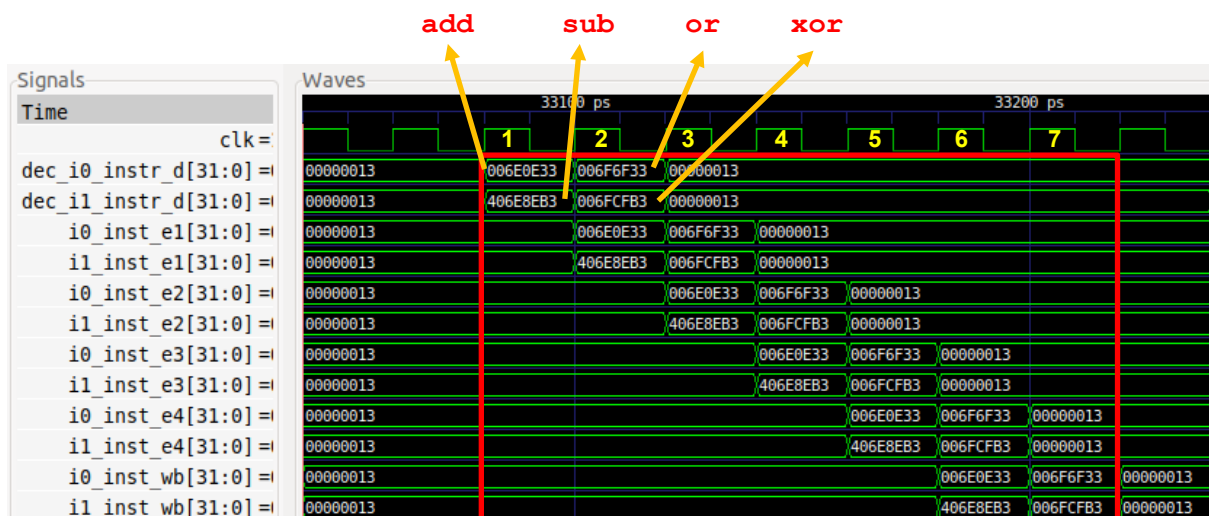 add sub or xor
Signals Waves
Time 33100 ps 33200 ps
clk = 1 2 3 4 5 6 7
dec_i0_instr_d[31:0] = 00000013 006E0E33 006F6F33 00000013
dec_i1_instr_d[31:0] = 00000013 406E8EB3 006FCFB3 00000013
i0_inst_e1[31:0] = 00000013 006E0E33 006F6F33 00000013
i1_inst_e1[31:0] = 00000013 406E8EB3 006FCFB3 00000013
i0_inst_e2[31:0] = 00000013 006E0E33 006F6F33 00000013
i1_inst_e2[31:0] = 00000013 406E8EB3 006FCFB3 00000013
i0_inst_e3[31:0] = 00000013 006E0E33 006F6F33 00000013
i1_inst_e3[31:0] = 00000013 406E8EB3 006FCFB3 00000013
i0_inst_e4[31:0] = 00000013 006E0E33 006F6F33 00000013
i1_inst_e4[31:0] = 00000013 406E8EB3 006FCFB3 00000013
i0_inst_wb[31:0] = 00000013 006E0E33 006F6F33 00000013
i1_inst_wb[31:0] = 00000013 406E8EB3 006FCFB3 00000013